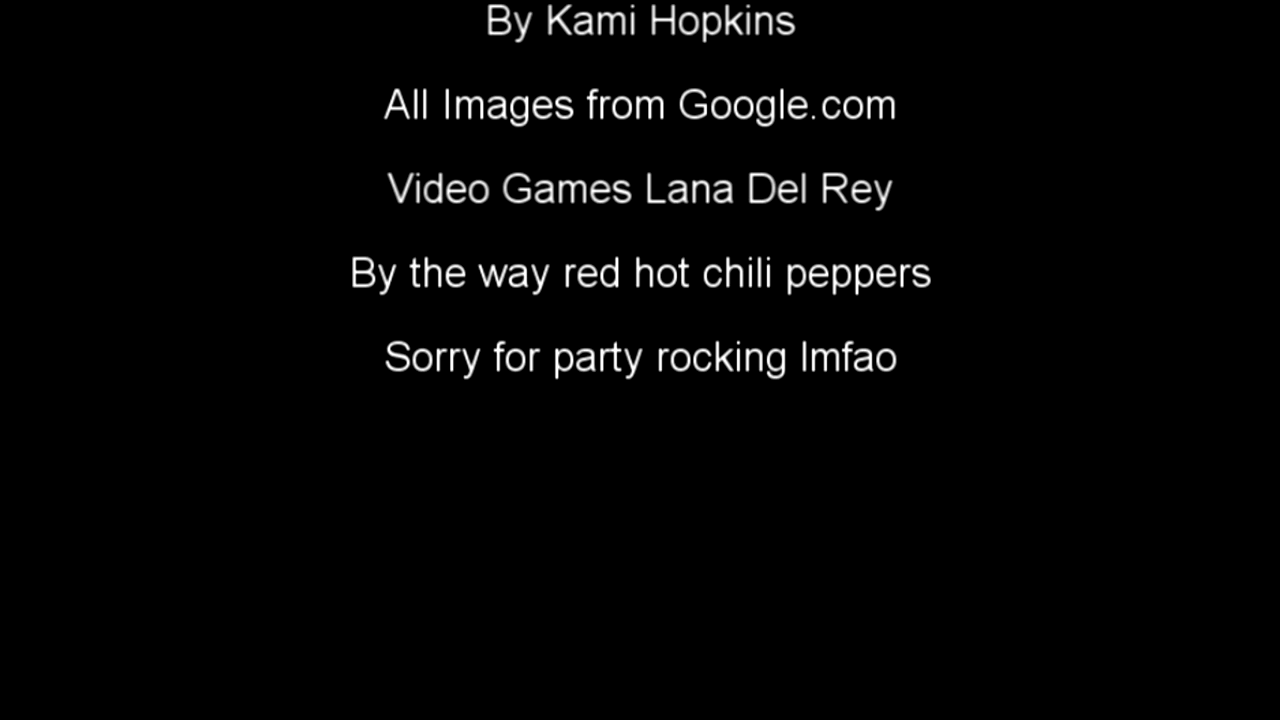 By Kami Hopkins
All Images from Google.com
Video Games Lana Del Rey
By the way red hot chili peppers
Sorry for party rocking lmfao